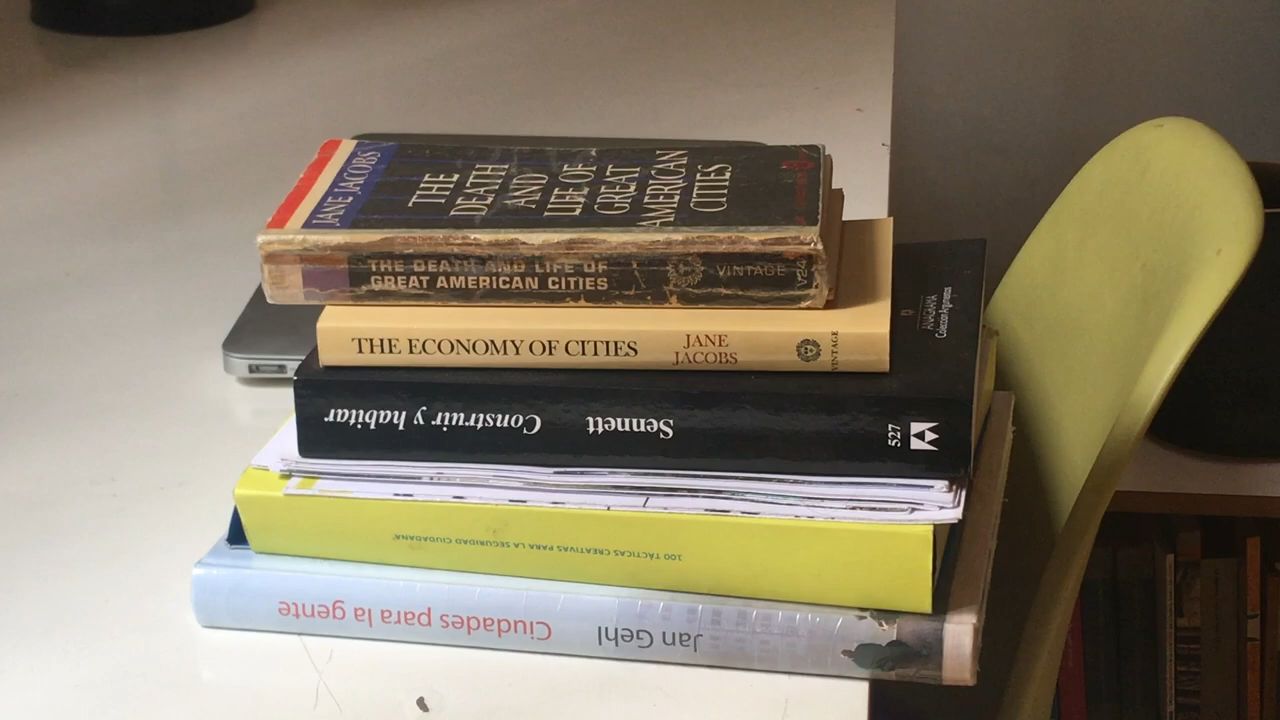 JANE JACOBS
THE
DEATH
AND
LIFE OF
GREAT
AMERICAN
CITIES
THE DEATH AND LIFE OF
GREAT AMERICAN CITIES
VINTAGE
V-241
THE ECONOMY OF CITIES
JANE
JACOBS
VINTAGE
ANAGRAMA
Colección Argumentos
Sennett
Construir y habitar
527
100 TÁCTICAS CREATIVAS PARA LA SEGURIDAD CIUDADANA
Jan Gehl
Ciudades para la gente